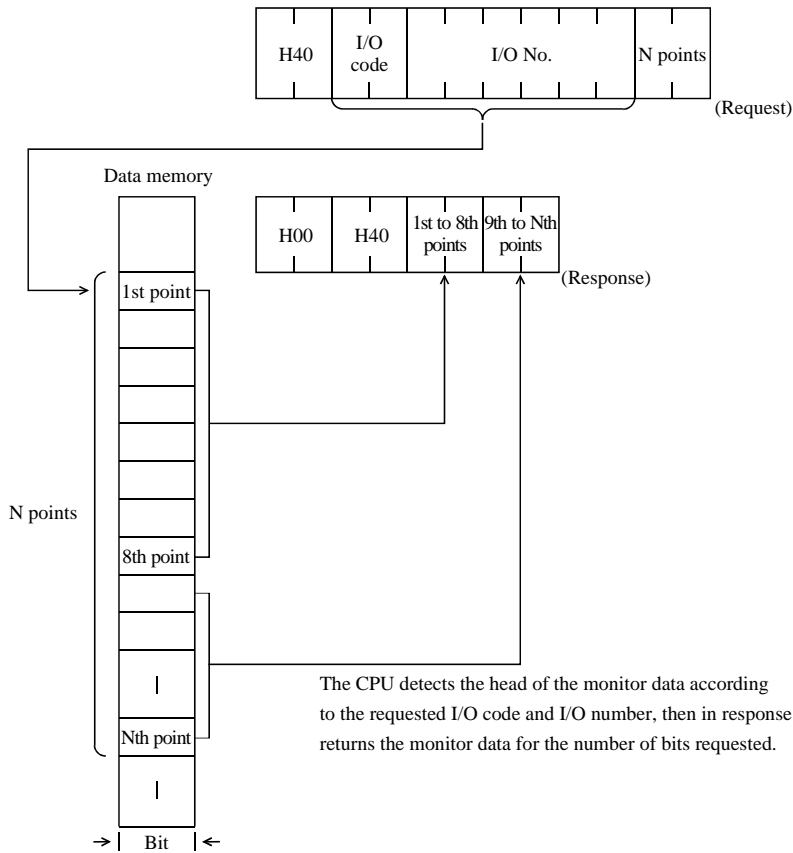 H40
I/O
code
I/O No.
N points
(Request)
Data memory
H00
H40
1st to 8th
points
9th to Nth
points
(Response)
1st point
N points
8th point
The CPU detects the head of the monitor data according
to the requested I/O code and I/O number, then in response
returns the monitor data for the number of bits requested.
Nth point
Bit